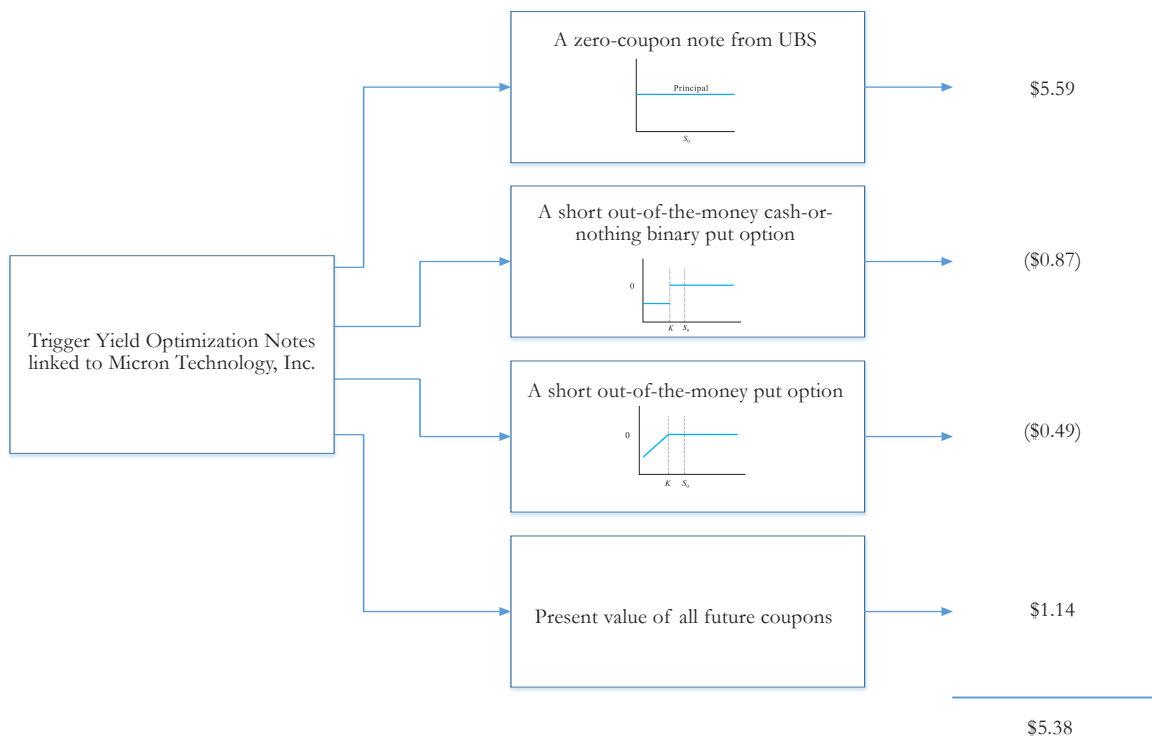 A zero-coupon note from UBS
Principal
S₀
$5.59
A short out-of-the-money cash-or-
nothing binary put option
0
K S₀
($0.87)
Trigger Yield Optimization Notes
linked to Micron Technology, Inc.
A short out-of-the-money put option
0
K S₀
($0.49)
Present value of all future coupons
$1.14
$5.38